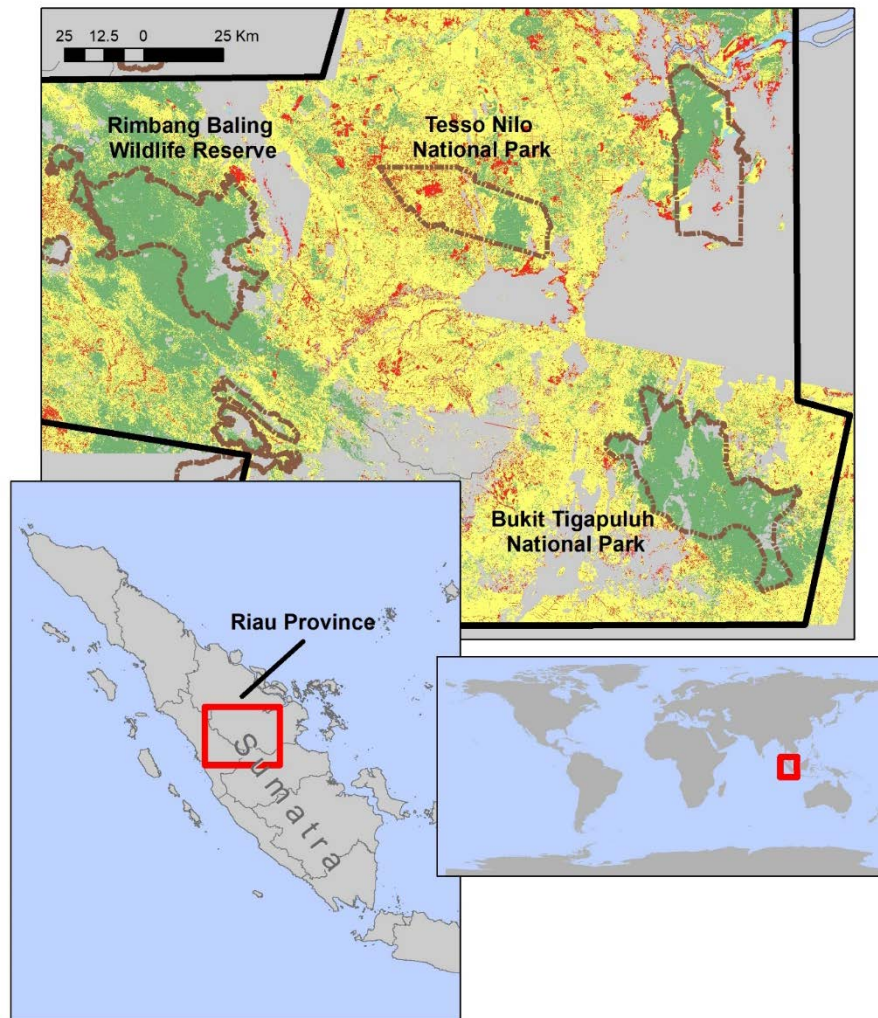 25 12.5 0 25 Km
Rimbang Baling
Wildlife Reserve
Tesso Nilo
National Park
Bukit Tigapuluh
National Park
Riau Province
Sumatra